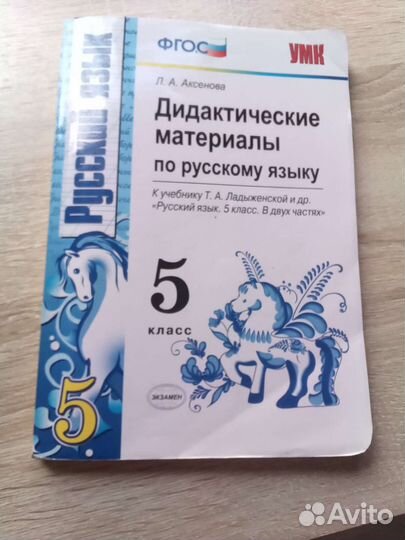 ФГОС
УМК
Л. А. Аксенова
Дидактические
материалы
по русскому языку
К учебнику Т. А. Ладыженской и др.
«Русский язык. 5 класс. В двух частях»
5
класс
ЭКЗАМЕН
Русский язык
5
Avito